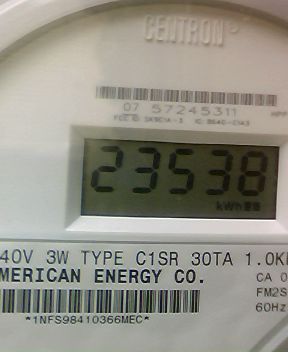 CENTRON
07 57245311
23538
kWh
40V 3W TYPE C1SR 30TA 1.0K
MERICAN ENERGY CO.
CA 0
FM2S
*1NFS98410366MEC*
60Hz